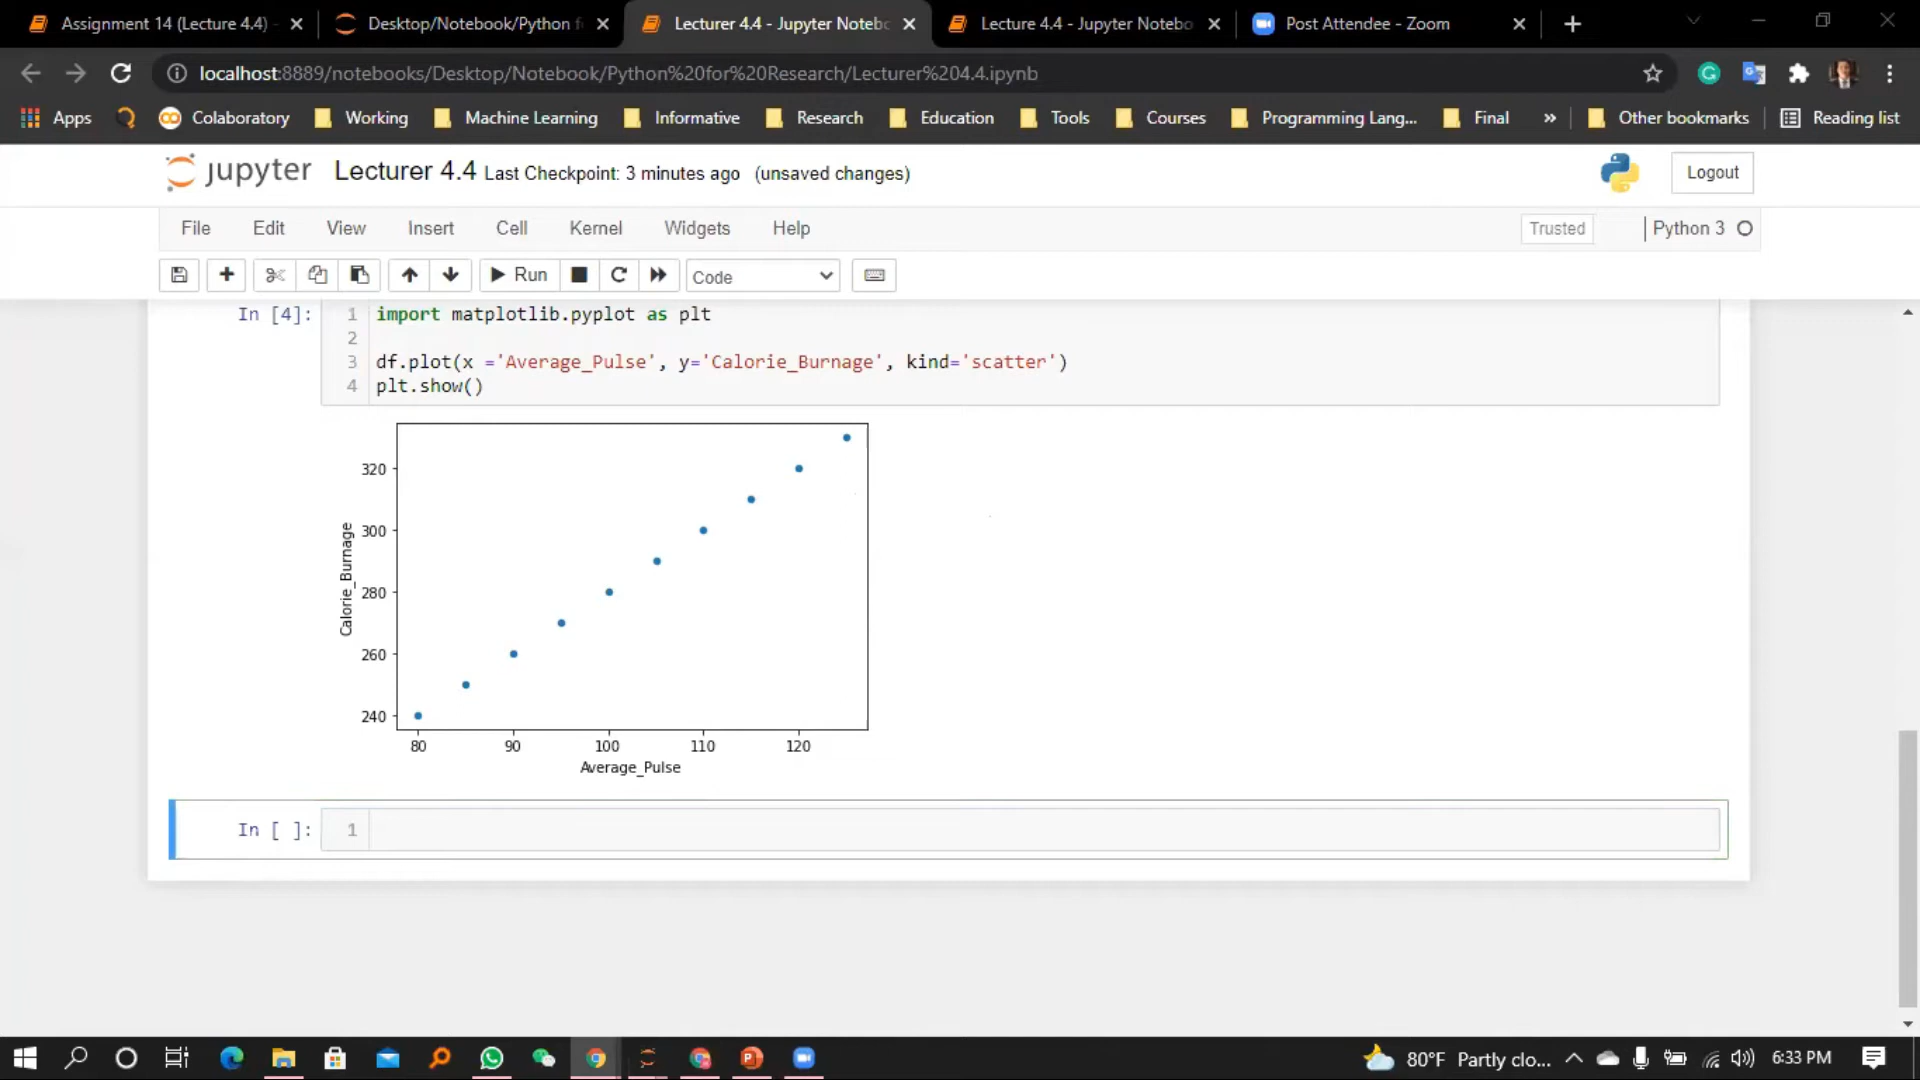 Assignment 14 (Lecture 4.4) -
Desktop/Notebook/Python f
Lecturer 4.4 - Jupyter Notebo
Lecture 4.4 - Jupyter Notebo
Post Attendee - Zoom
localhost:8889/notebooks/Desktop/Notebook/Python%20for%20Research/Lecturer%204.4.ipynb
Apps
Colaboratory
Working
Machine Learning
Informative
Research
Education
Tools
Courses
Programming Lang...
Final
»
Other bookmarks
Reading list
jupyter Lecturer 4.4 Last Checkpoint: 3 minutes ago (unsaved changes)
Logout
File Edit View Insert Cell Kernel Widgets Help
Trusted
Python 3
Run
Code
In [4]:
1 import matplotlib.pyplot as plt
2
3 df.plot(x ='Average_Pulse', y='Calorie_Burnage', kind='scatter')
4 plt.show()
320
300
280
260
240
Calorie_Burnage
80 90 100 110 120
Average_Pulse
In [ ]: 1
80°F Partly clo...
6:33 PM